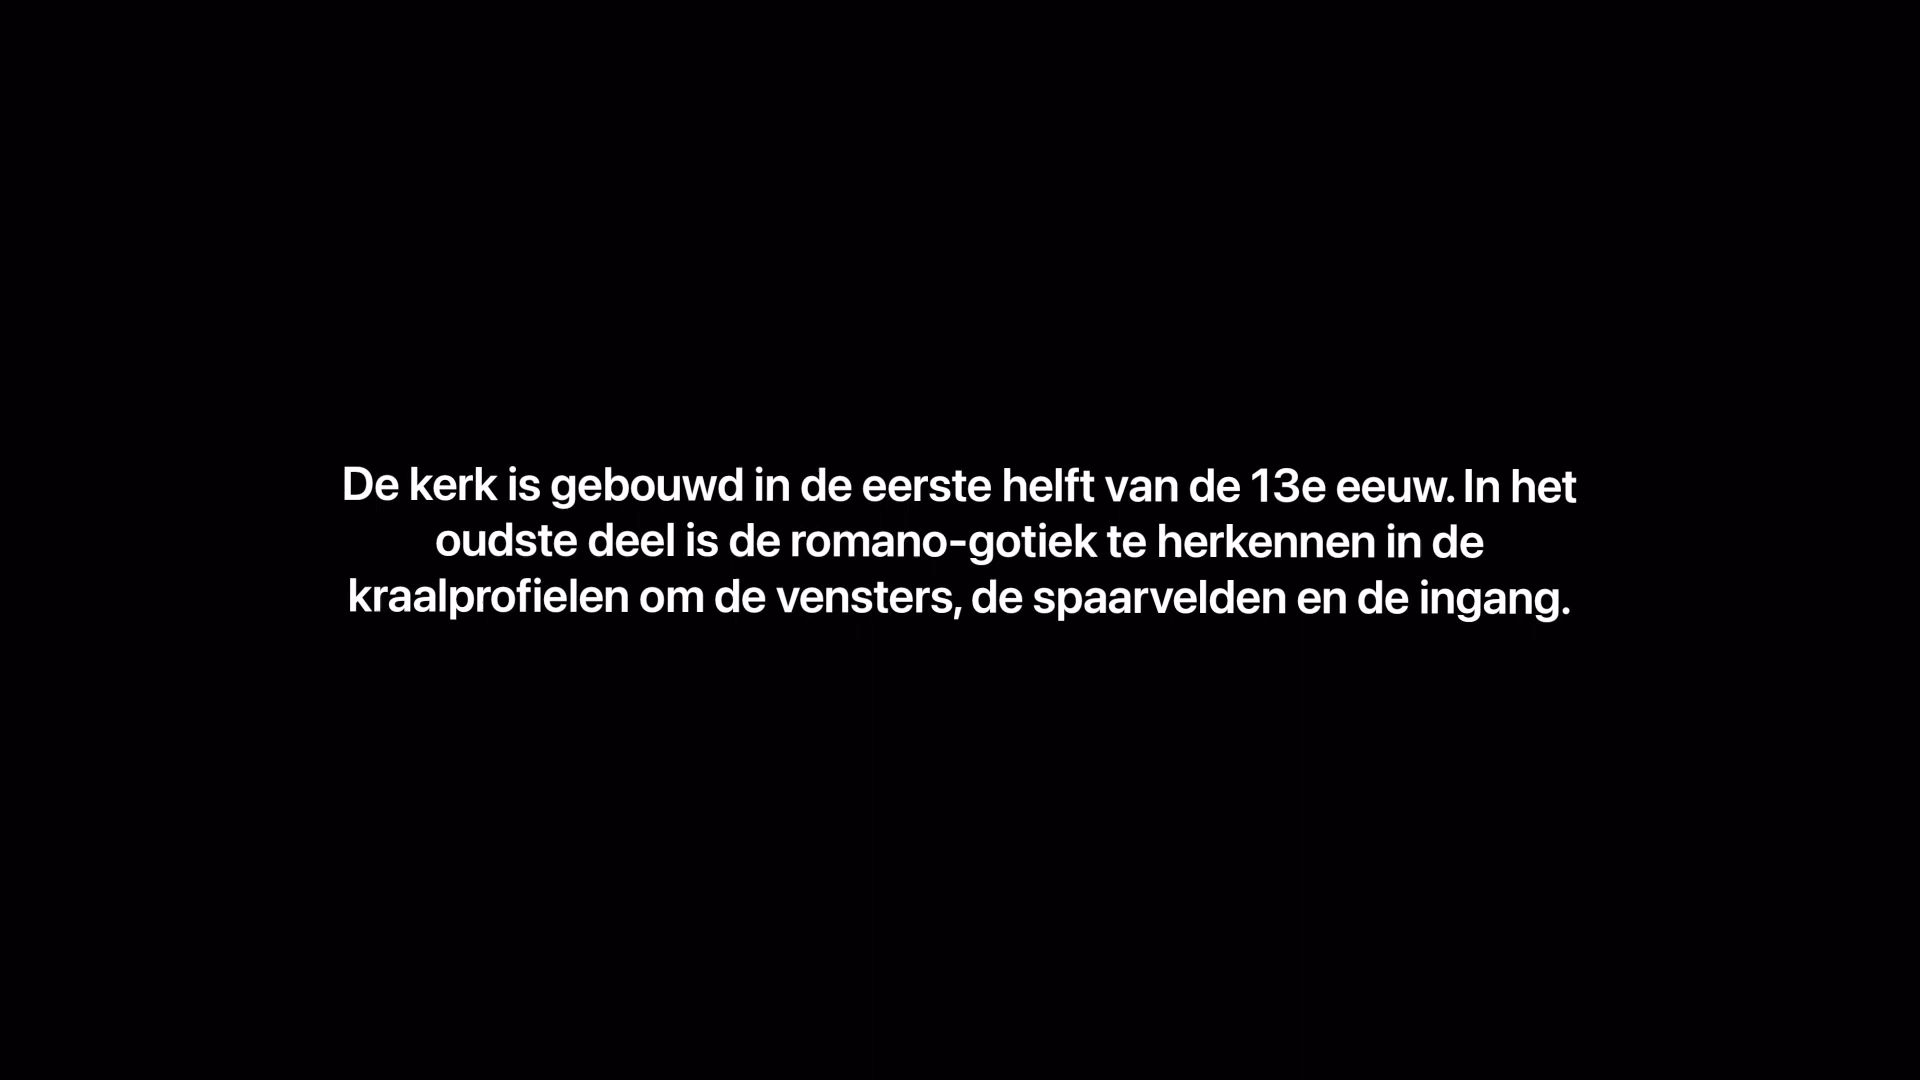 De kerk is gebouwd in de eerste helft van de 13e eeuw. In het
oudste deel is de romano-gotiek te herkennen in de
kraalprofielen om de vensters, de spaarvelden en de ingang.